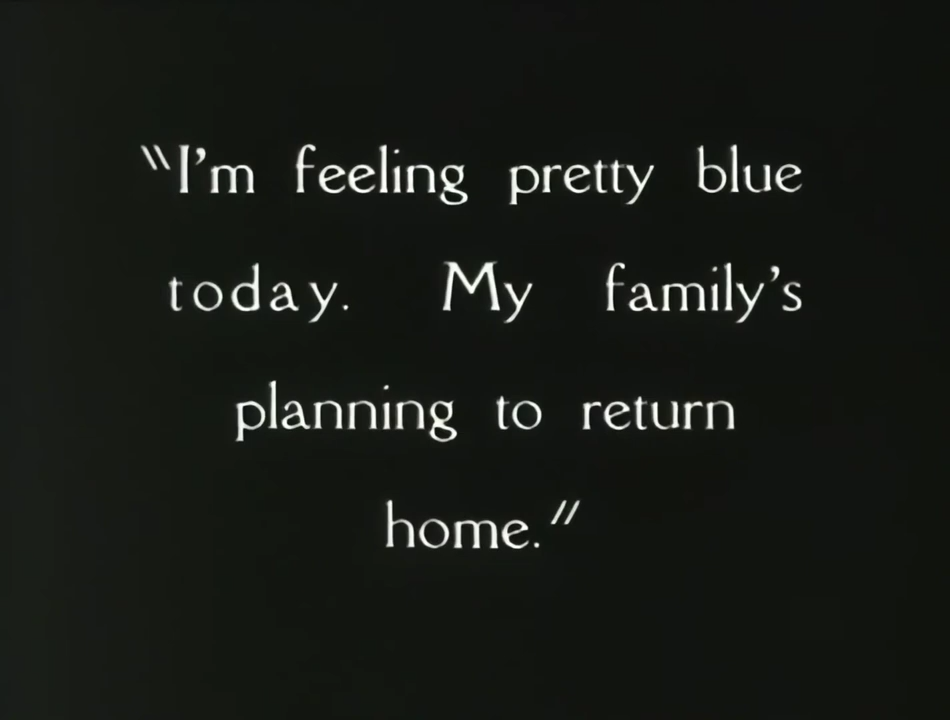 "I'm feeling pretty blue
today. My family's
planning to return
home."